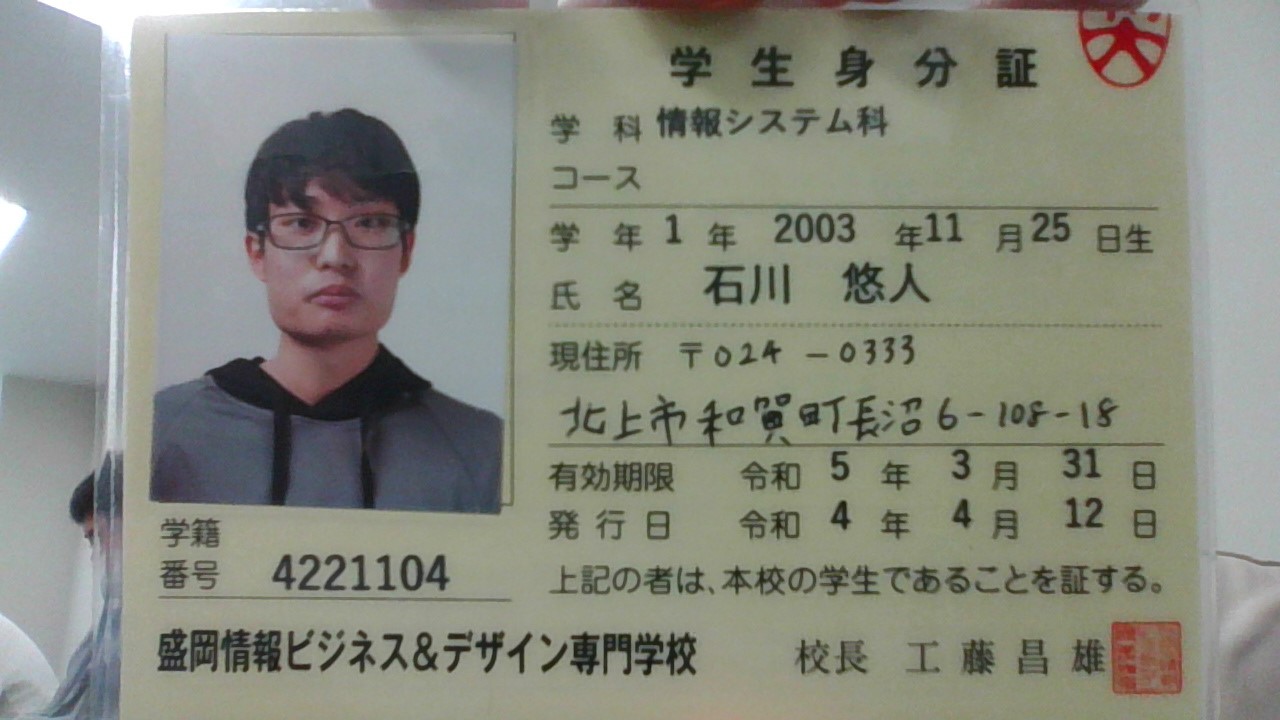 学生身分証
学科 情報システム科
コース
学年 1 年 2003 年 11 月 25 日生
氏名 石川 悠人
現住所 〒024-0333
北上市和賀町長沼6-108-18
有効期限 令和 5 年 3 月 31 日
発行日 令和 4 年 4 月 12 日
学籍
番号 4221104
上記の者は、本校の学生であることを証する。
盛岡情報ビジネス&デザイン専門学校 校長 工藤昌雄